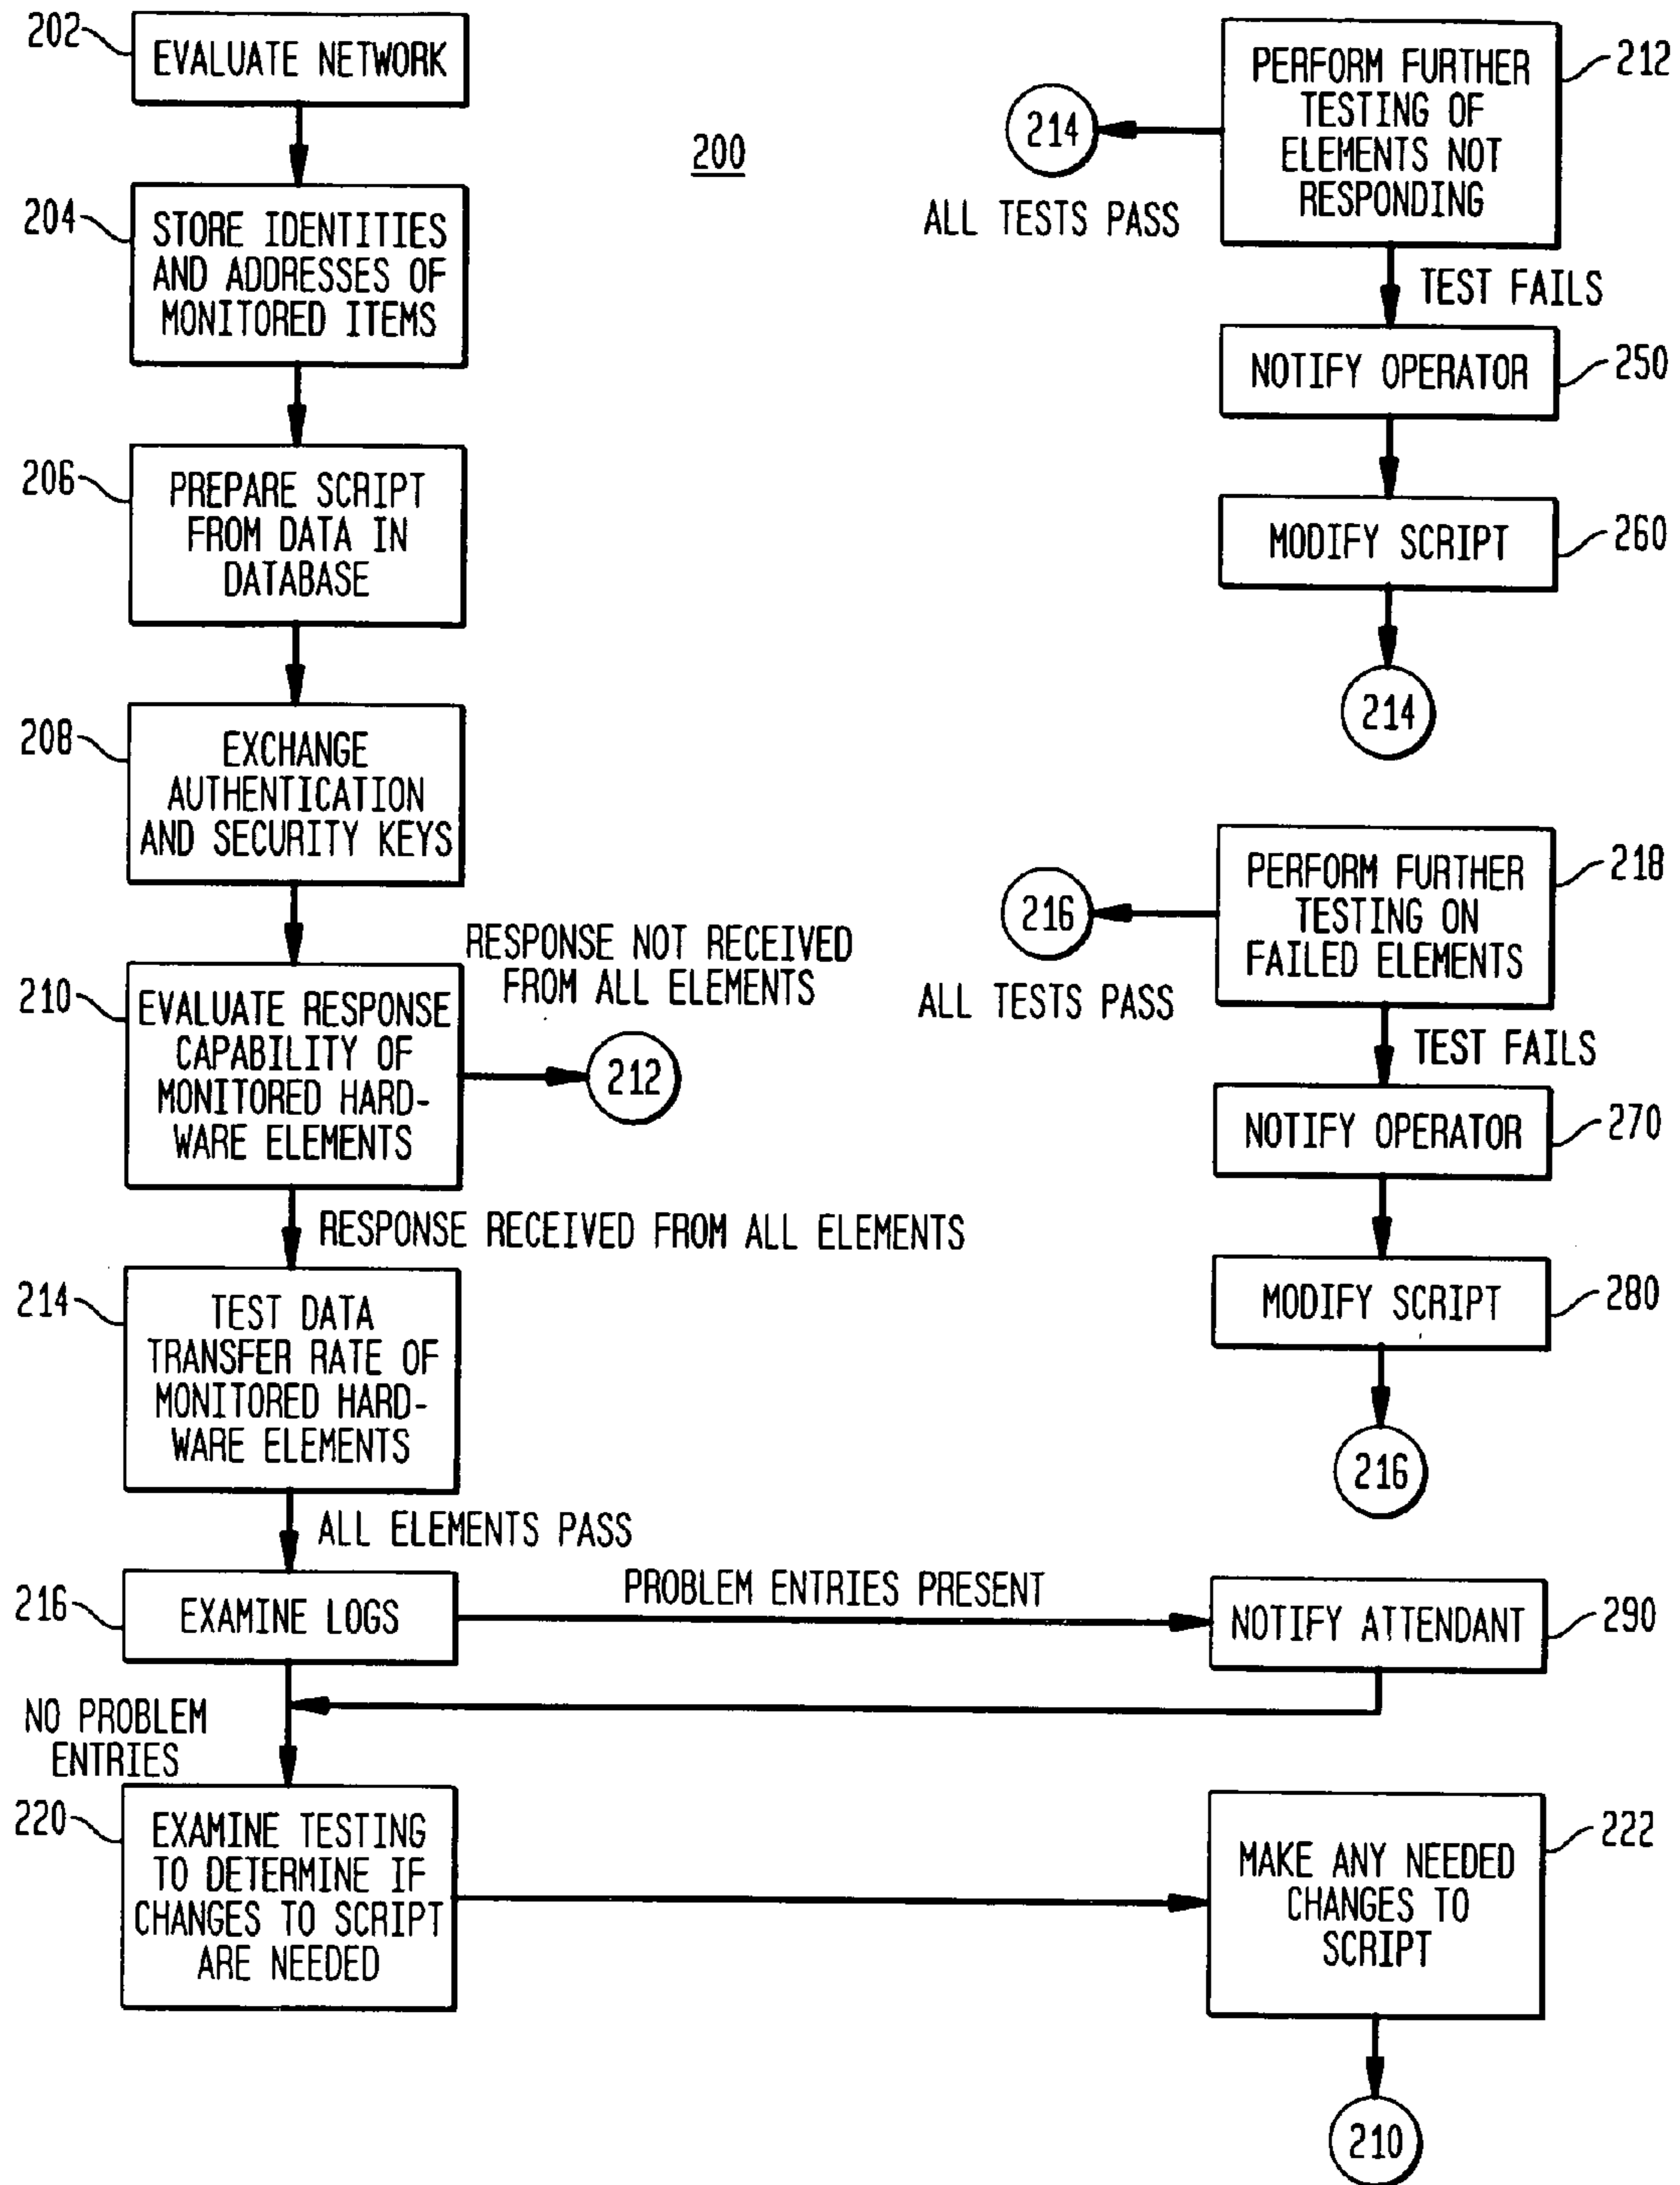 202
EVALUATE NETWORK
204
STORE IDENTITIES
AND ADDRESSES OF
MONITORED ITEMS
206
PREPARE SCRIPT
FROM DATA IN
DATABASE
208
EXCHANGE
AUTHENTICATION
AND SECURITY KEYS
210
EVALUATE RESPONSE
CAPABILITY OF
MONITORED HARD-
WARE ELEMENTS
RESPONSE NOT RECEIVED
FROM ALL ELEMENTS
212
RESPONSE RECEIVED FROM ALL ELEMENTS
214
TEST DATA
TRANSFER RATE OF
MONITORED HARD-
WARE ELEMENTS
ALL ELEMENTS PASS
216
EXAMINE LOGS
PROBLEM ENTRIES PRESENT
NOTIFY ATTENDANT
290
NO PROBLEM
ENTRIES
220
EXAMINE TESTING
TO DETERMINE IF
CHANGES TO SCRIPT
ARE NEEDED
MAKE ANY NEEDED
CHANGES TO
SCRIPT
222
210
200
PERFORM FURTHER
TESTING OF
ELEMENTS NOT
RESPONDING
212
214
ALL TESTS PASS
TEST FAILS
NOTIFY OPERATOR
250
MODIFY SCRIPT
260
214
PERFORM FURTHER
TESTING ON
FAILED ELEMENTS
218
216
ALL TESTS PASS
TEST FAILS
NOTIFY OPERATOR
270
MODIFY SCRIPT
280
216